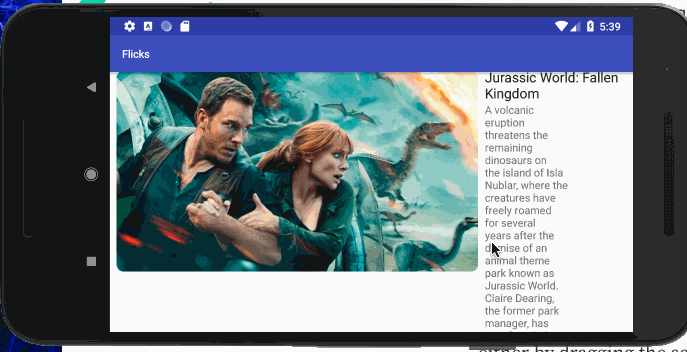 5:39
Flicks
Jurassic World: Fallen
Kingdom
A volcanic
eruption
threatens the
remaining
dinosaurs on
the island of Isla
Nublar, where the
creatures have
freely roamed
for several
years after the
demise of an
animal theme
park known as
Jurassic World.
Claire Dearing,
the former park
manager, has
either by dragging the